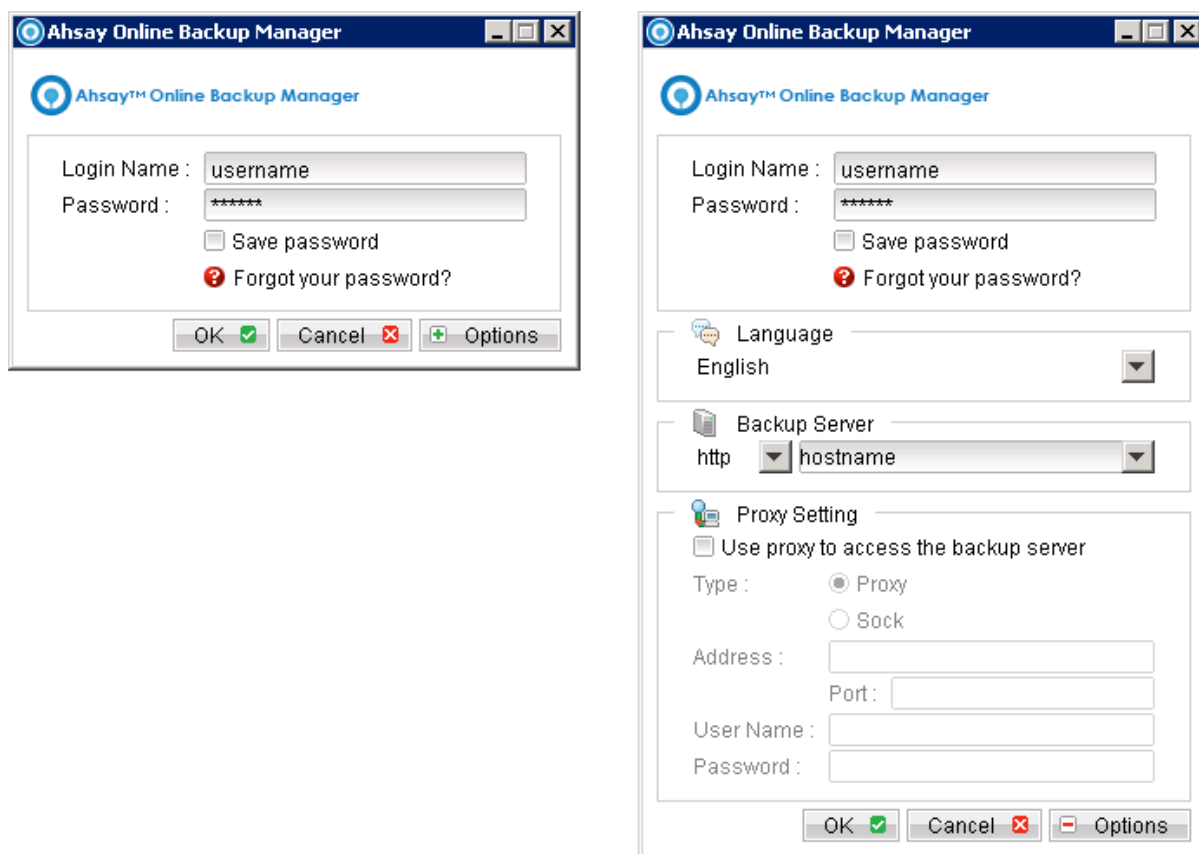 Ahsay Online Backup Manager
Ahsay™ Online Backup Manager
Login Name : username
Password : ******
Save password
Forgot your password?
OK Cancel Options
Ahsay Online Backup Manager
Ahsay™ Online Backup Manager
Login Name : username
Password : ******
Save password
Forgot your password?
Language
English
Backup Server
http hostname
Proxy Setting
Use proxy to access the backup server
Type : Proxy
Sock
Address :
Port :
User Name :
Password :
OK Cancel Options